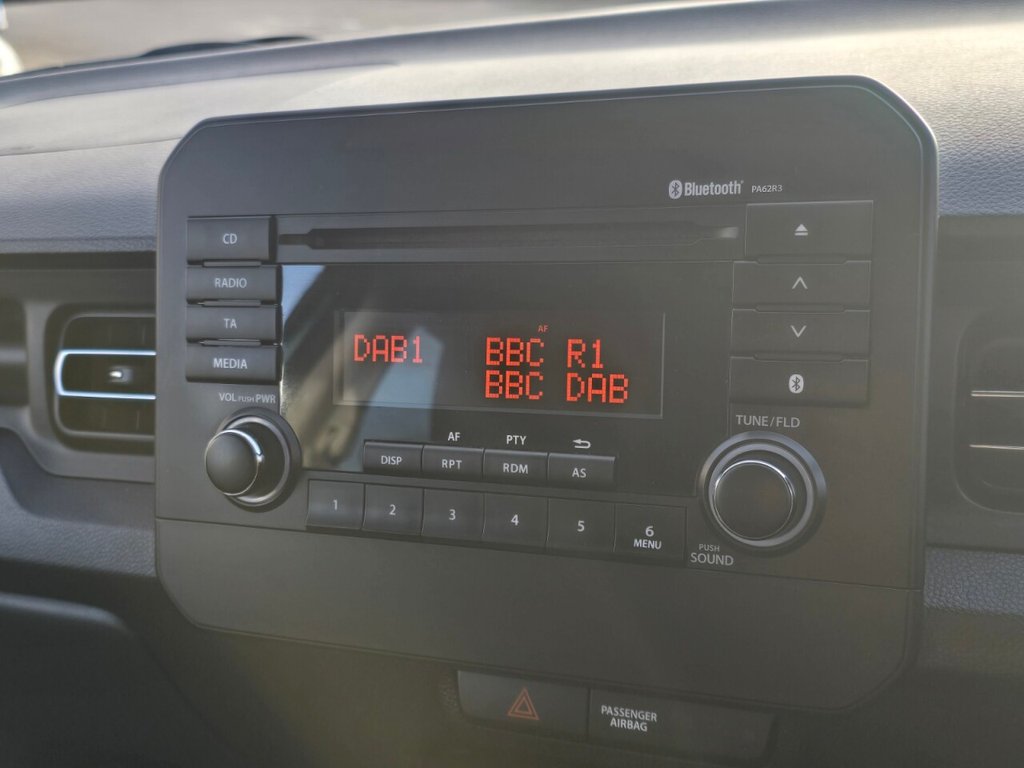 Bluetooth® PA62R3
CD
RADIO
TA
MEDIA
VOL PUSH PWR
AF
DAB1 BBC R1
BBC DAB
TUNE/FLD
AF PTY
DISP RPT RDM AS
1 2 3 4 5 6
MENU
PUSH
SOUND
PASSENGER
AIRBAG